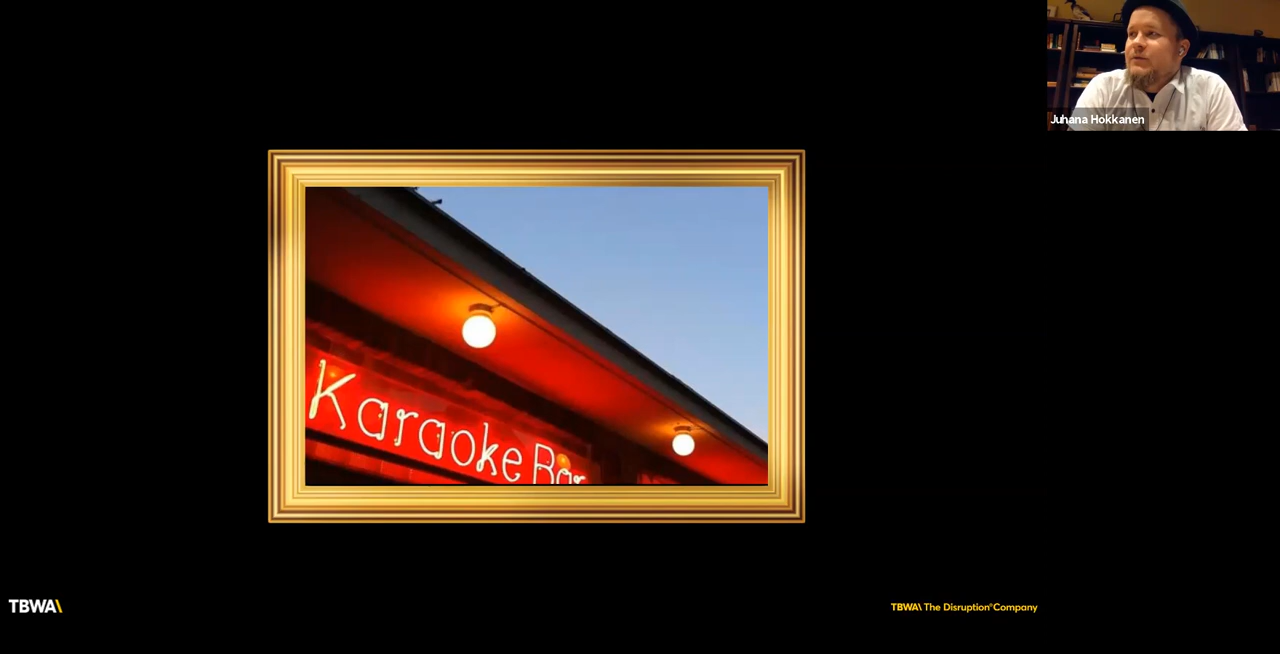 Juhana Hokkanen
Karaoke Bar
TBWA\
TBWA\ The Disruption®Company